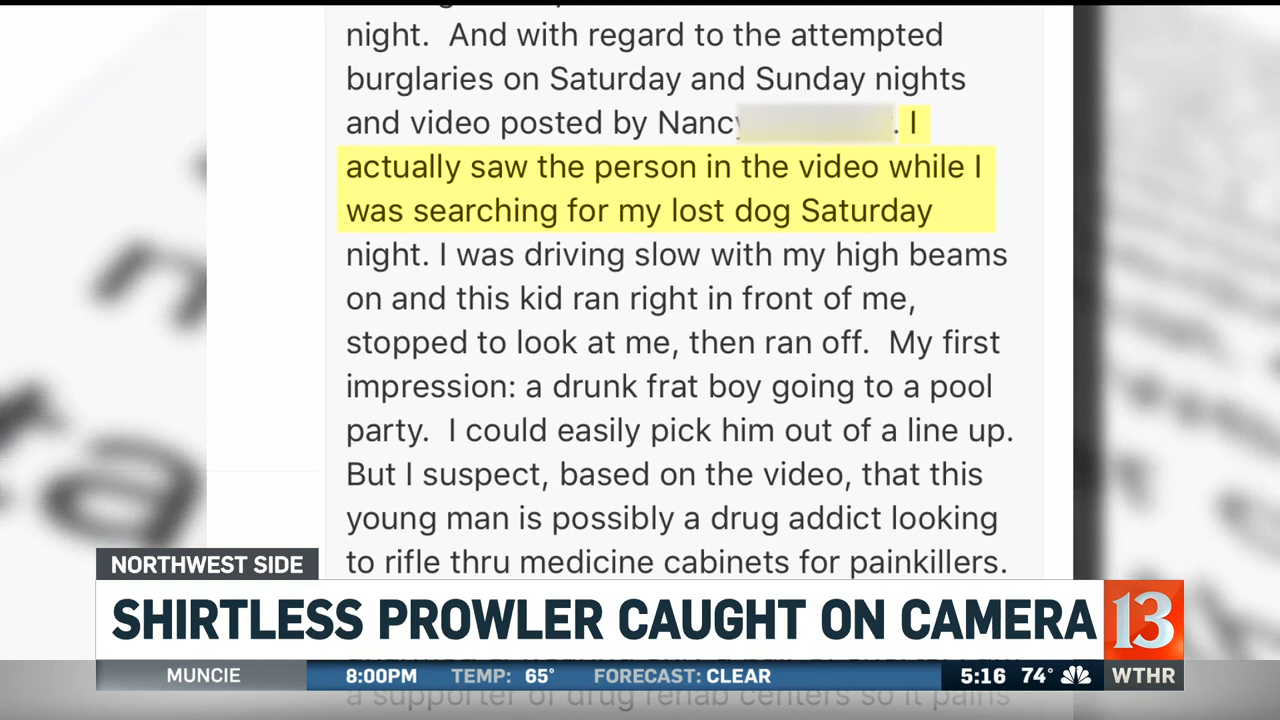 night. And with regard to the attempted
burglaries on Saturday and Sunday nights
and video posted by Nancy . I
actually saw the person in the video while I
was searching for my lost dog Saturday
night. I was driving slow with my high beams
on and this kid ran right in front of me,
stopped to look at me, then ran off. My first
impression: a drunk frat boy going to a pool
party. I could easily pick him out of a line up.
But I suspect, based on the video, that this
young man is possibly a drug addict looking
to rifle thru medicine cabinets for painkillers.
NORTHWEST SIDE
SHIRTLESS PROWLER CAUGHT ON CAMERA
13
MUNCIE 8:00PM TEMP: 65° FORECAST: CLEAR 5:16 74° WTHR
a supporter of drug rehab centers so it pains